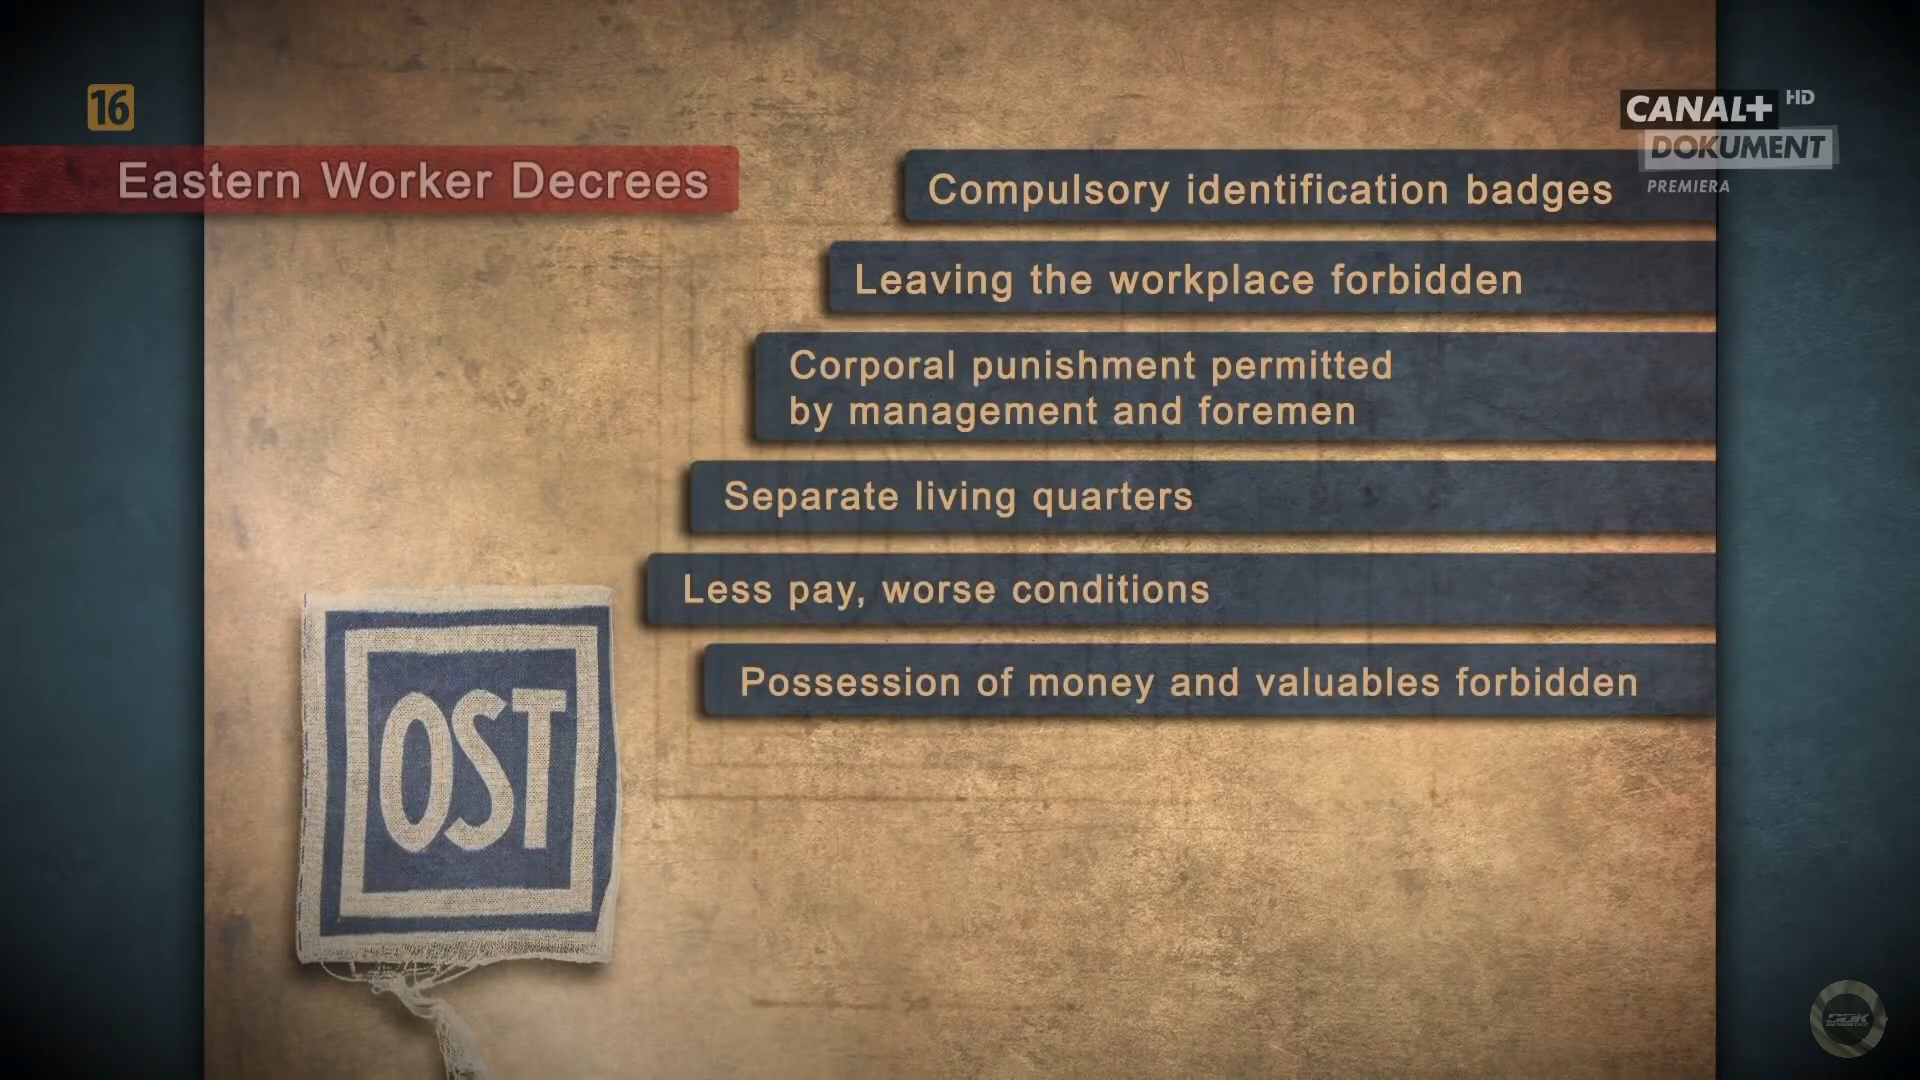 16
CANAL+ HD
DOKUMENT
PREMIERA
Eastern Worker Decrees
Compulsory identification badges
Leaving the workplace forbidden
Corporal punishment permitted
by management and foremen
Separate living quarters
Less pay, worse conditions
Possession of money and valuables forbidden
OST